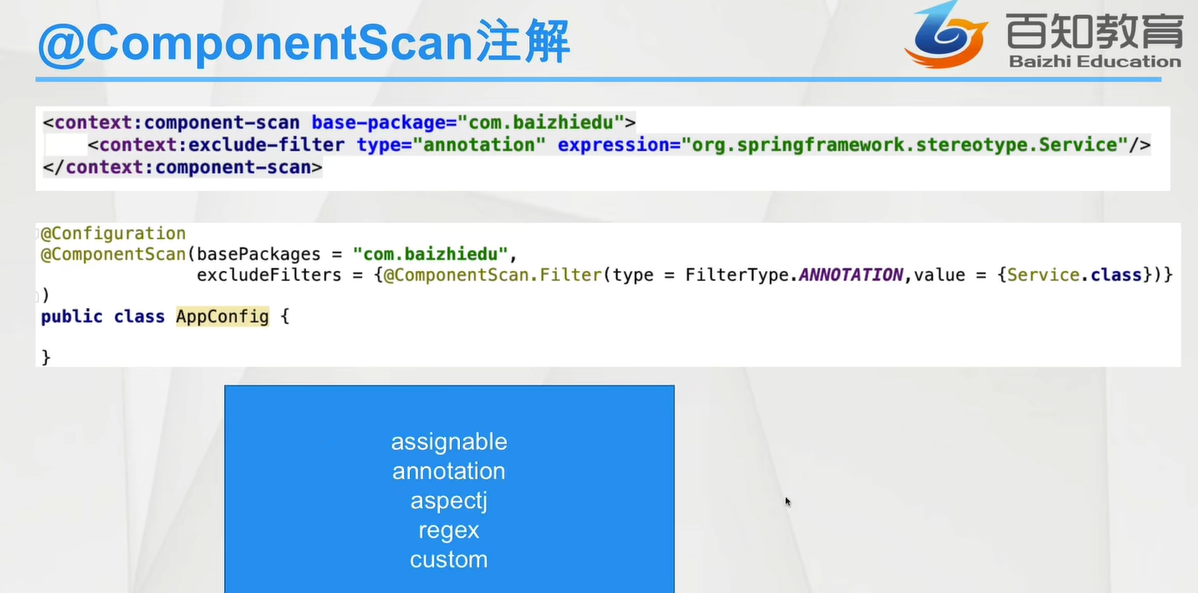 @ComponentScan注解
百知教育
Baizhi Education
<context:component-scan base-package="com.baizhiedu">
<context:exclude-filter type="annotation" expression="org.springframework.stereotype.Service"/>
</context:component-scan>
@Configuration
@ComponentScan(basePackages = "com.baizhiedu",
excludeFilters = {@ComponentScan.Filter(type = FilterType.ANNOTATION,value = {Service.class})}
)
public class AppConfig {
}
assignable
annotation
aspectj
regex
custom